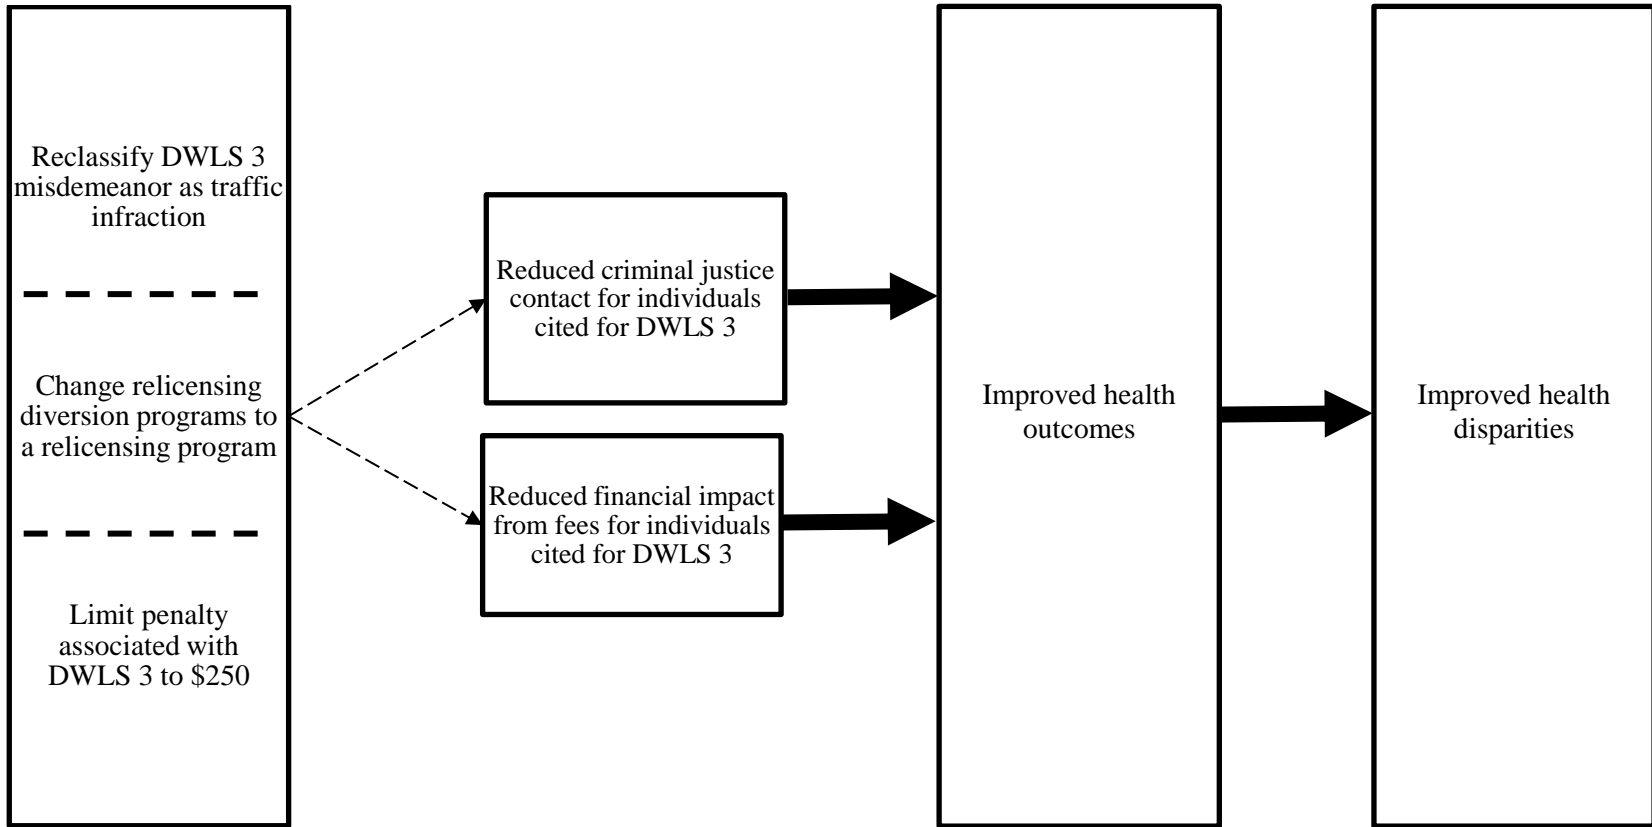 Reclassify DWLS 3
misdemeanor as traffic
infraction
Change relicensing
diversion programs to
a relicensing program
Limit penalty
associated with
DWLS 3 to $250
Reduced criminal justice
contact for individuals
cited for DWLS 3
Reduced financial impact
from fees for individuals
cited for DWLS 3
Improved health
outcomes
Improved health
disparities